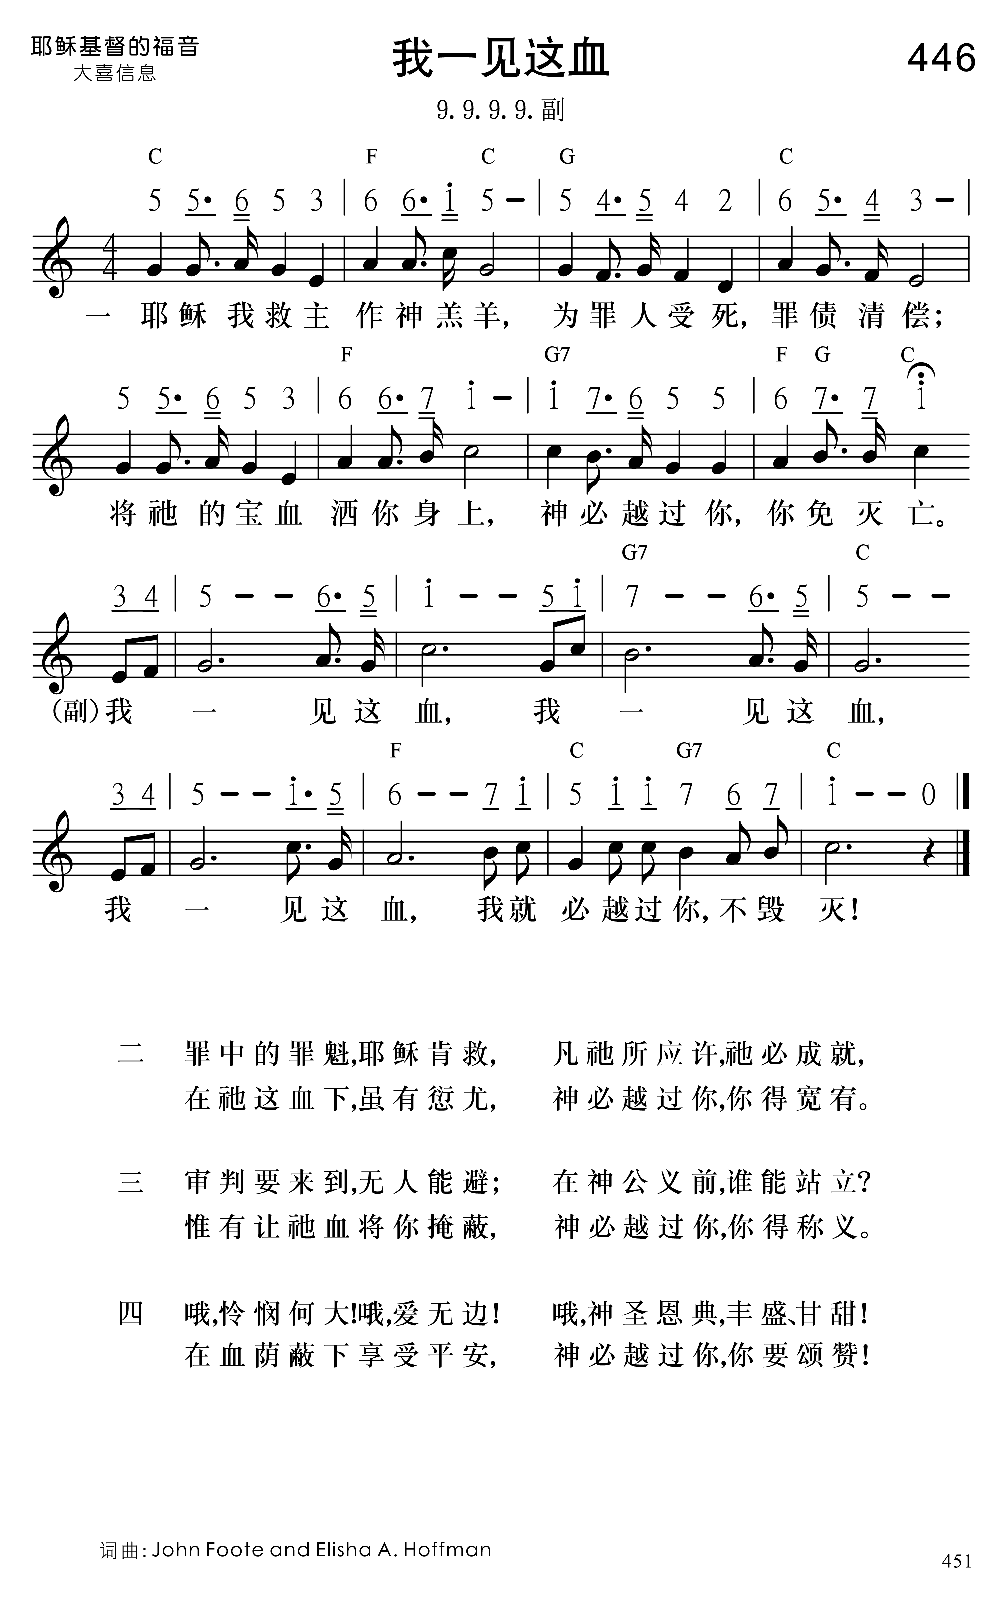 耶稣基督的福音
大喜信息
我一见这血
446
9.9.9.9.副
C F C G C
5 5· 6 5 3 | 6 6· i 5 - | 5 4· 5 4 2 | 6 5· 4 3 - |
4
4
一 耶稣我救主作神羔羊，为罪人受死，罪债清偿；
F G7 F G C
5 5· 6 5 3 | 6 6· 7 i - | i 7· 6 5 5 | 6 7· 7 i
将祂的宝血洒你身上，神必越过你，你免灭亡。
G7 C
3 4 | 5 - - 6· 5 | i - - 5 i | 7 - - 6· 5 | 5 - -
(副)我一见这血，我一见这血，
F C G7 C
3 4 | 5 - - i· 5 | 6 - - 7 i | 5 i i 7 6 7 | i - - 0
我一见这血，我就必越过你，不毁灭！
二 罪中的罪魁，耶稣肯救， 凡祂所应许，祂必成就，
在祂这血下，虽有愆尤， 神必越过你，你得宽宥。
三 审判要来到，无人能避； 在神公义前，谁能站立？
惟有让祂血将你掩蔽， 神必越过你，你得称义。
四 哦，怜悯何大！哦，爱无边！ 哦，神圣恩典，丰盛、甘甜！
在血荫蔽下享受平安， 神必越过你，你要颂赞！
词曲：John Foote and Elisha A. Hoffman
451